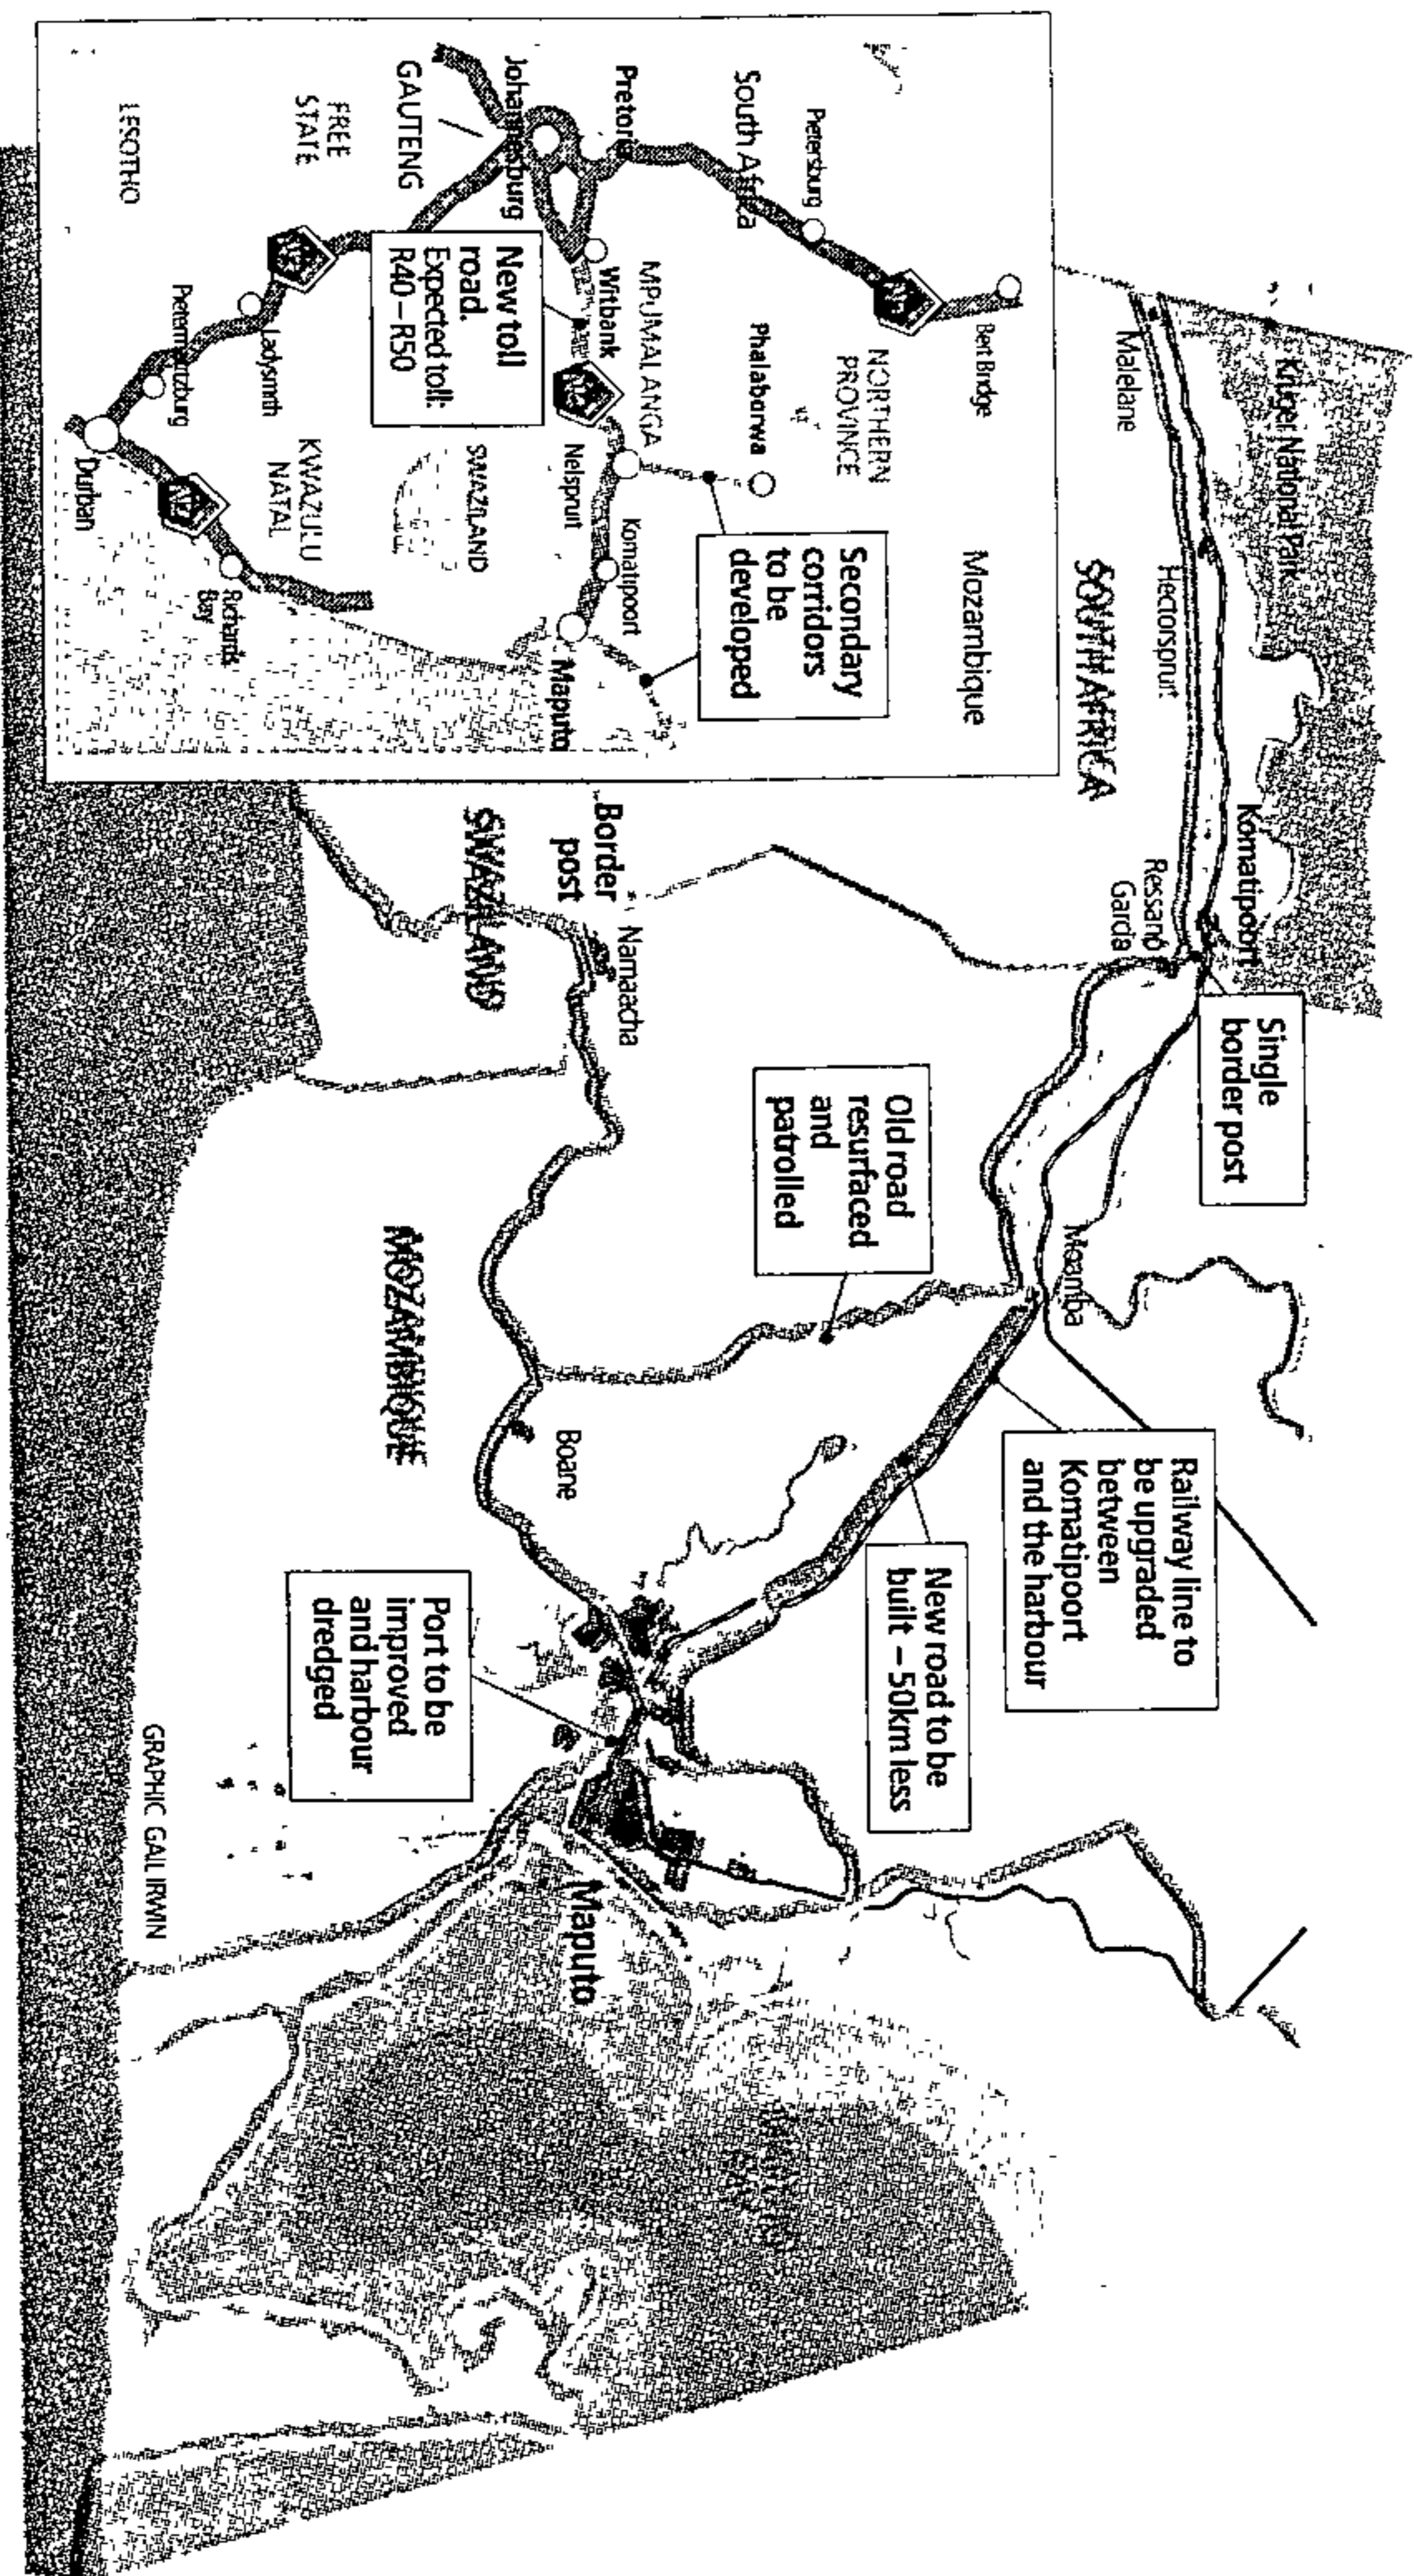 Kruger National Park
Malelane
Hectorspruit
SOUTH AFRICA
Komatipoort
Ressano
Garda
Single
border post
Moamba
Railway line to
be upgraded
between
Komatipoort
and the harbour
New road to be
built – 50km less
Old road
resurfaced
and
patrolled
Border
post
Namaacha
SWAZILAND
MOZAMBIQUE
Boane
Port to be
improved
and harbour
dredged
Maputo
GRAPHIC GAIL IRWIN
Mozambique
Beit Bridge
NORTHERN
PROVINCE
Pietersburg
South Africa
Phalaborwa
Secondary
corridors
to be
developed
Pretoria
Johannesburg
GAUTENG
Witbank
MPUMALANGA
Nelspruit
Komatipoort
Maputo
New toll
road.
Expected toll:
R40 – R50
SWAZILAND
FREE
STATE
LESOTHO
Ladysmith
KWAZULU
NATAL
Pietermaritzburg
Richards
Bay
Durban